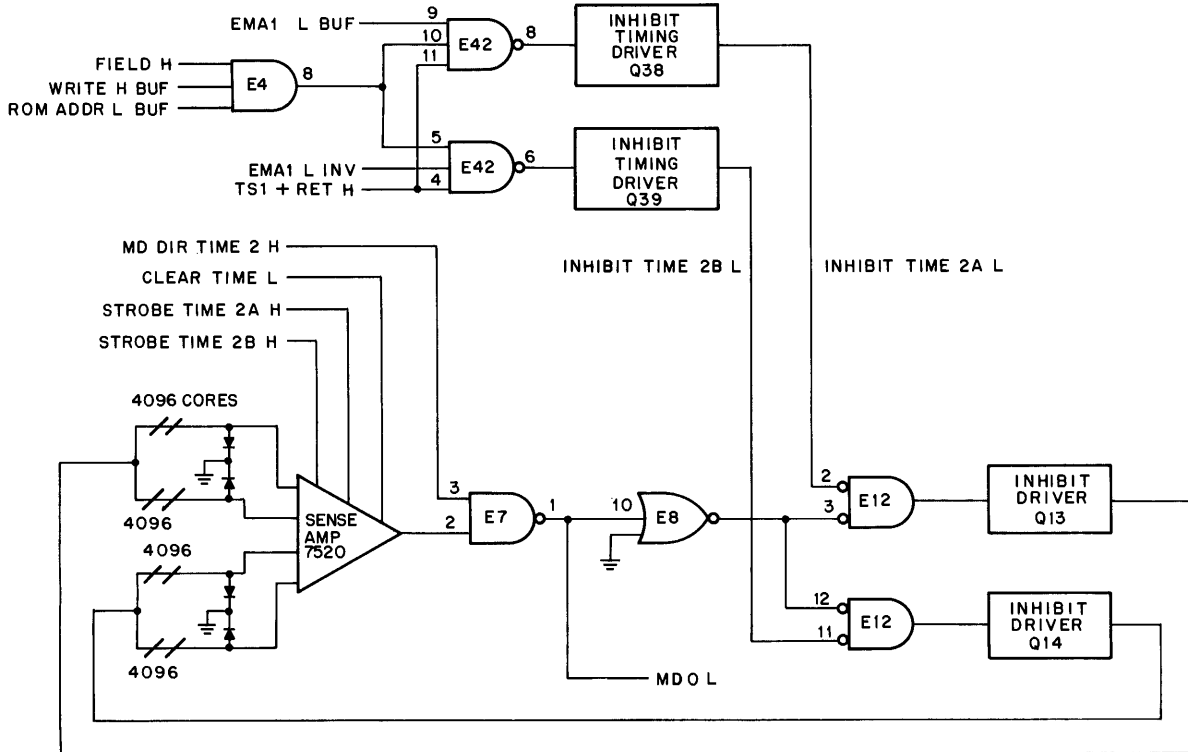 EMA1 L BUF
9
10
11
E42
8
INHIBIT
TIMING
DRIVER
Q38
FIELD H
WRITE H BUF
ROM ADDR L BUF
E4
8
5
4
E42
6
EMA1 L INV
TS1 + RET H
INHIBIT
TIMING
DRIVER
Q39
MD DIR TIME 2 H
CLEAR TIME L
STROBE TIME 2A H
STROBE TIME 2B H
INHIBIT TIME 2B L
INHIBIT TIME 2A L
4096 CORES
4096
4096
4096
SENSE
AMP
7520
3
2
E7
1
10
E8
2
3
E12
INHIBIT
DRIVER
Q13
12
11
E12
INHIBIT
DRIVER
Q14
MDO L